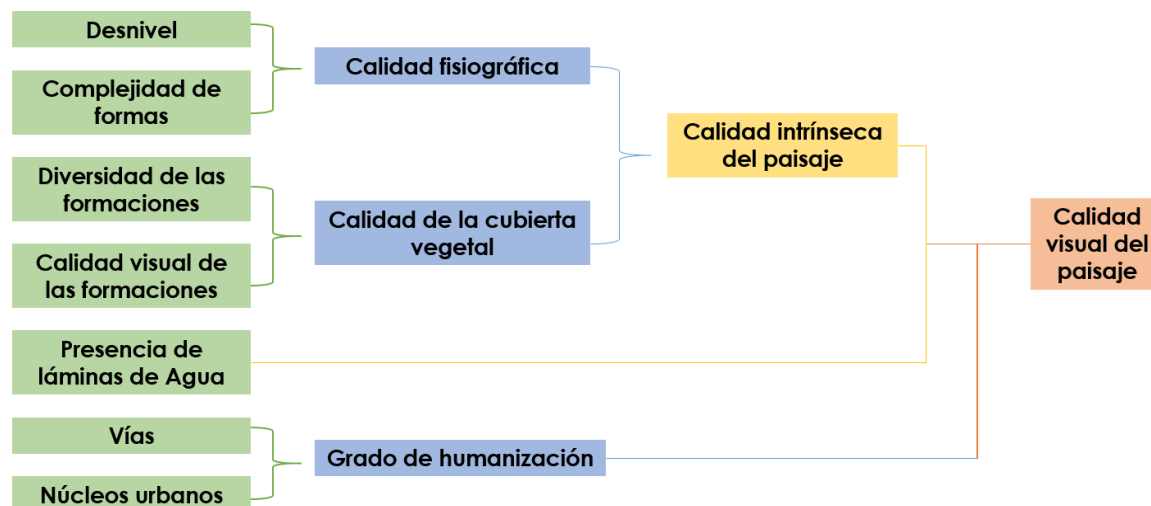 Desnivel
Complejidad de
formas
Diversidad de las
formaciones
Calidad visual de
las formaciones
Presencia de
láminas de Agua
Vías
Núcleos urbanos
Calidad fisiográfica
Calidad de la cubierta
vegetal
Grado de humanización
Calidad intrínseca
del paisaje
Calidad
visual del
paisaje